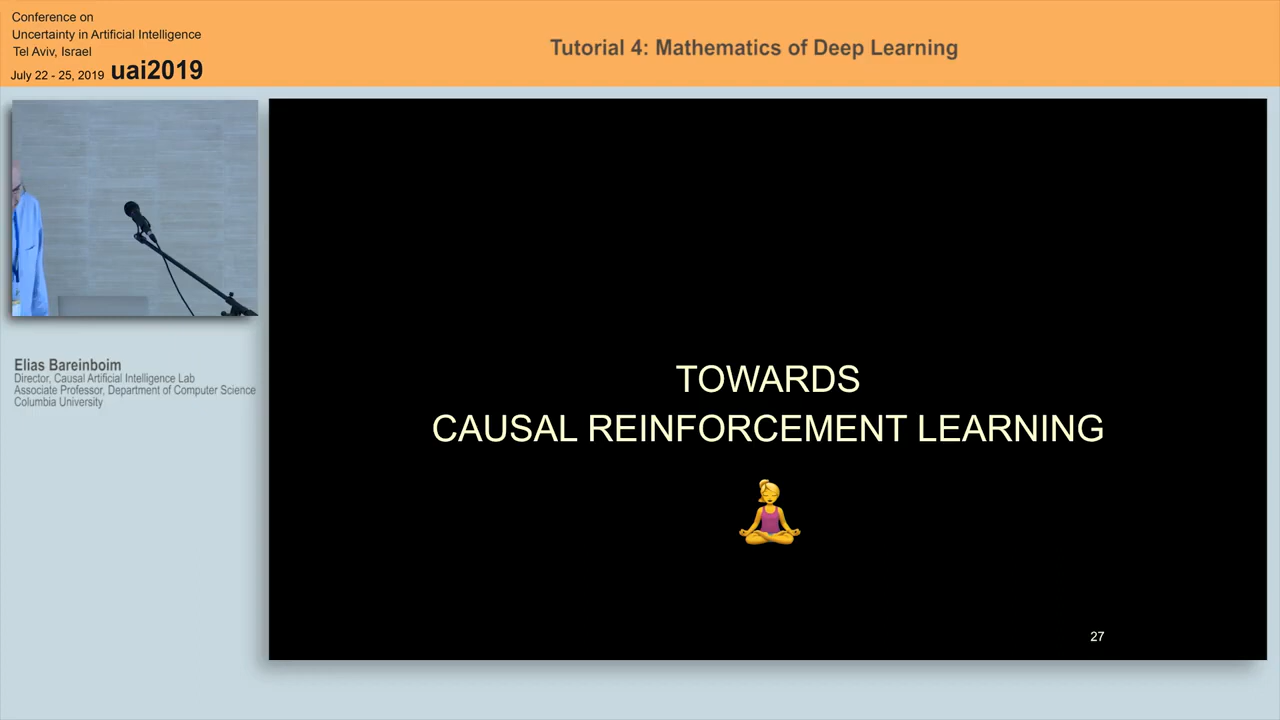 Conference on
Uncertainty in Artificial Intelligence
Tel Aviv, Israel
July 22 - 25, 2019 uai2019
Tutorial 4: Mathematics of Deep Learning
Elias Bareinboim
Director, Causal Artificial Intelligence Lab
Associate Professor, Department of Computer Science
Columbia University
TOWARDS
CAUSAL REINFORCEMENT LEARNING
27